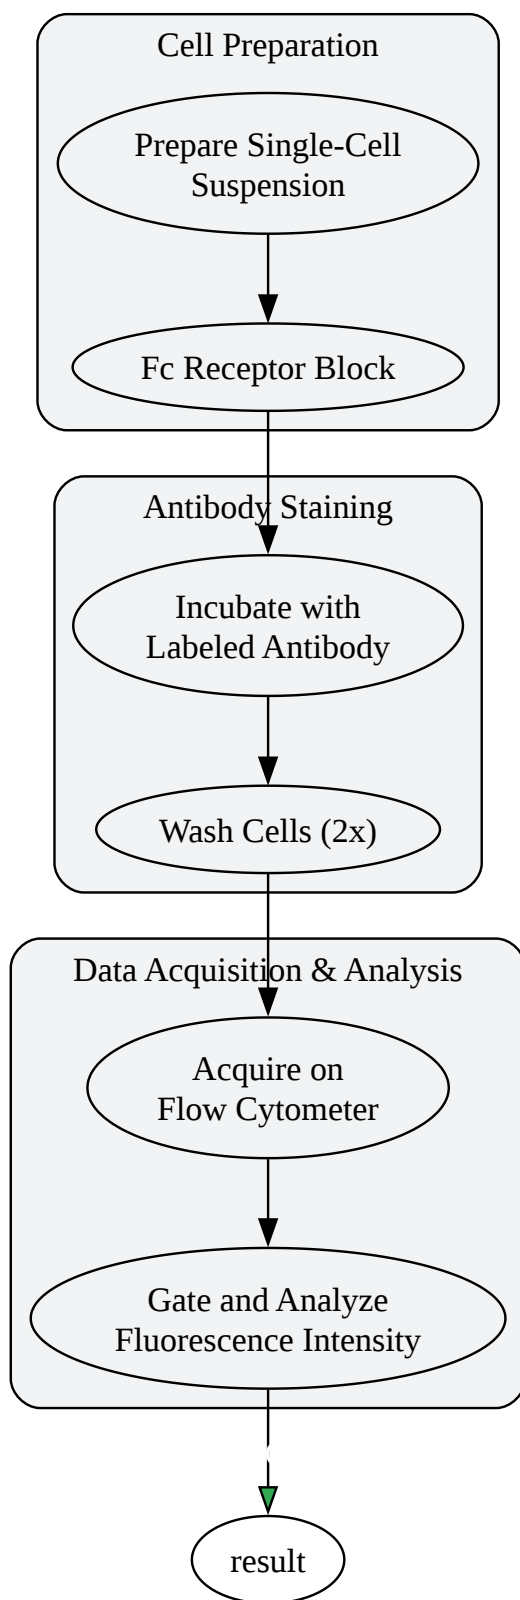 Cell Preparation
Prepare Single-Cell
Suspension
Fc Receptor Block
Antibody Staining
Incubate with
Labeled Antibody
Wash Cells (2x)
Data Acquisition & Analysis
Acquire on
Flow Cytometer
Gate and Analyze
Fluorescence Intensity
result